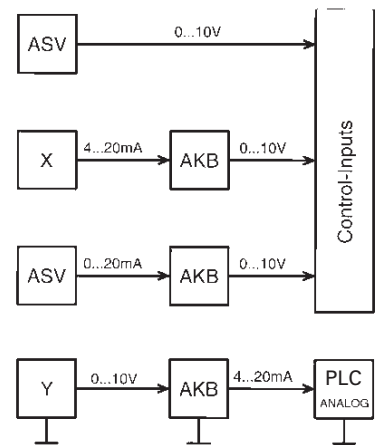 ASV 0...10V
X 4...20mA AKB 0...10V
ASV 0...20mA AKB 0...10V
Control-Inputs
Y 0...10V AKB 4...20mA PLC
ANALOG